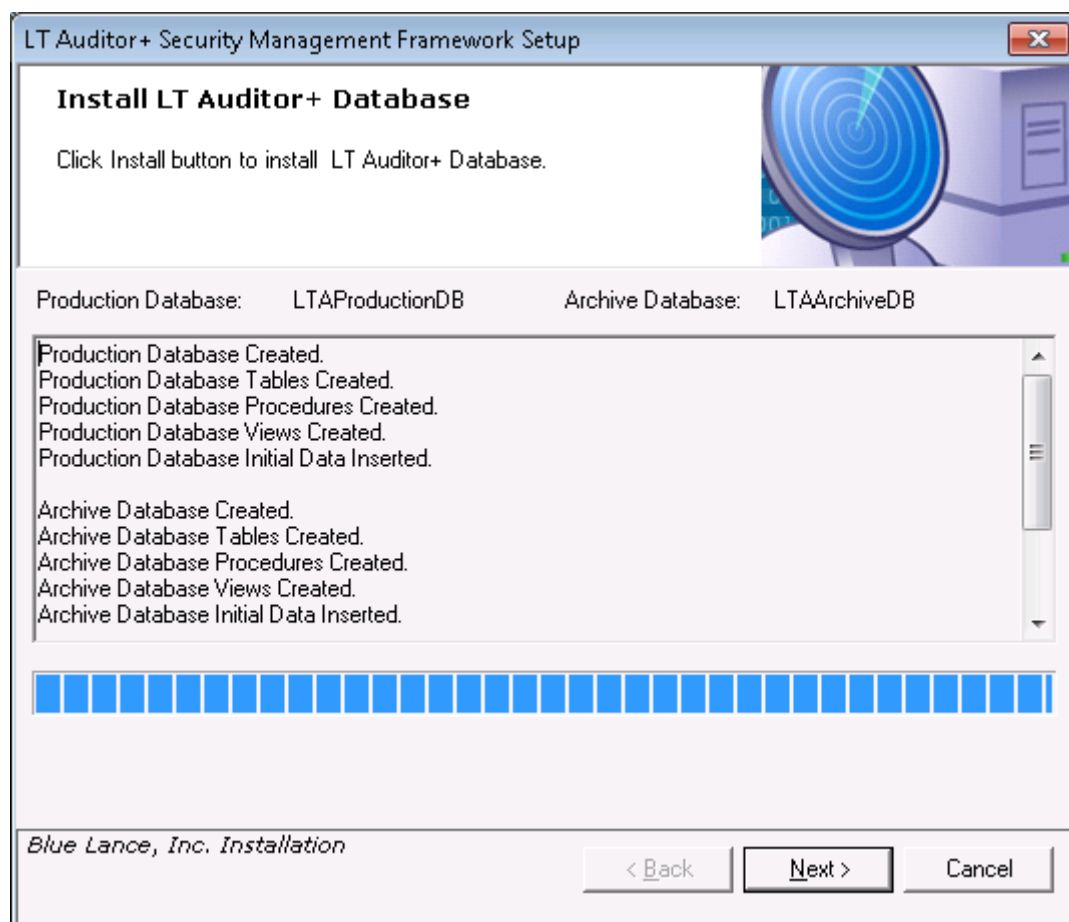 LT Auditor+ Security Management Framework Setup
Install LT Auditor+ Database
Click Install button to install LT Auditor+ Database.
Production Database: LTAProductionDB Archive Database: LTAArchiveDB
Production Database Created.
Production Database Tables Created.
Production Database Procedures Created.
Production Database Views Created.
Production Database Initial Data Inserted.
Archive Database Created.
Archive Database Tables Created.
Archive Database Procedures Created.
Archive Database Views Created.
Archive Database Initial Data Inserted.
Blue Lance, Inc. Installation
< Back Next > Cancel